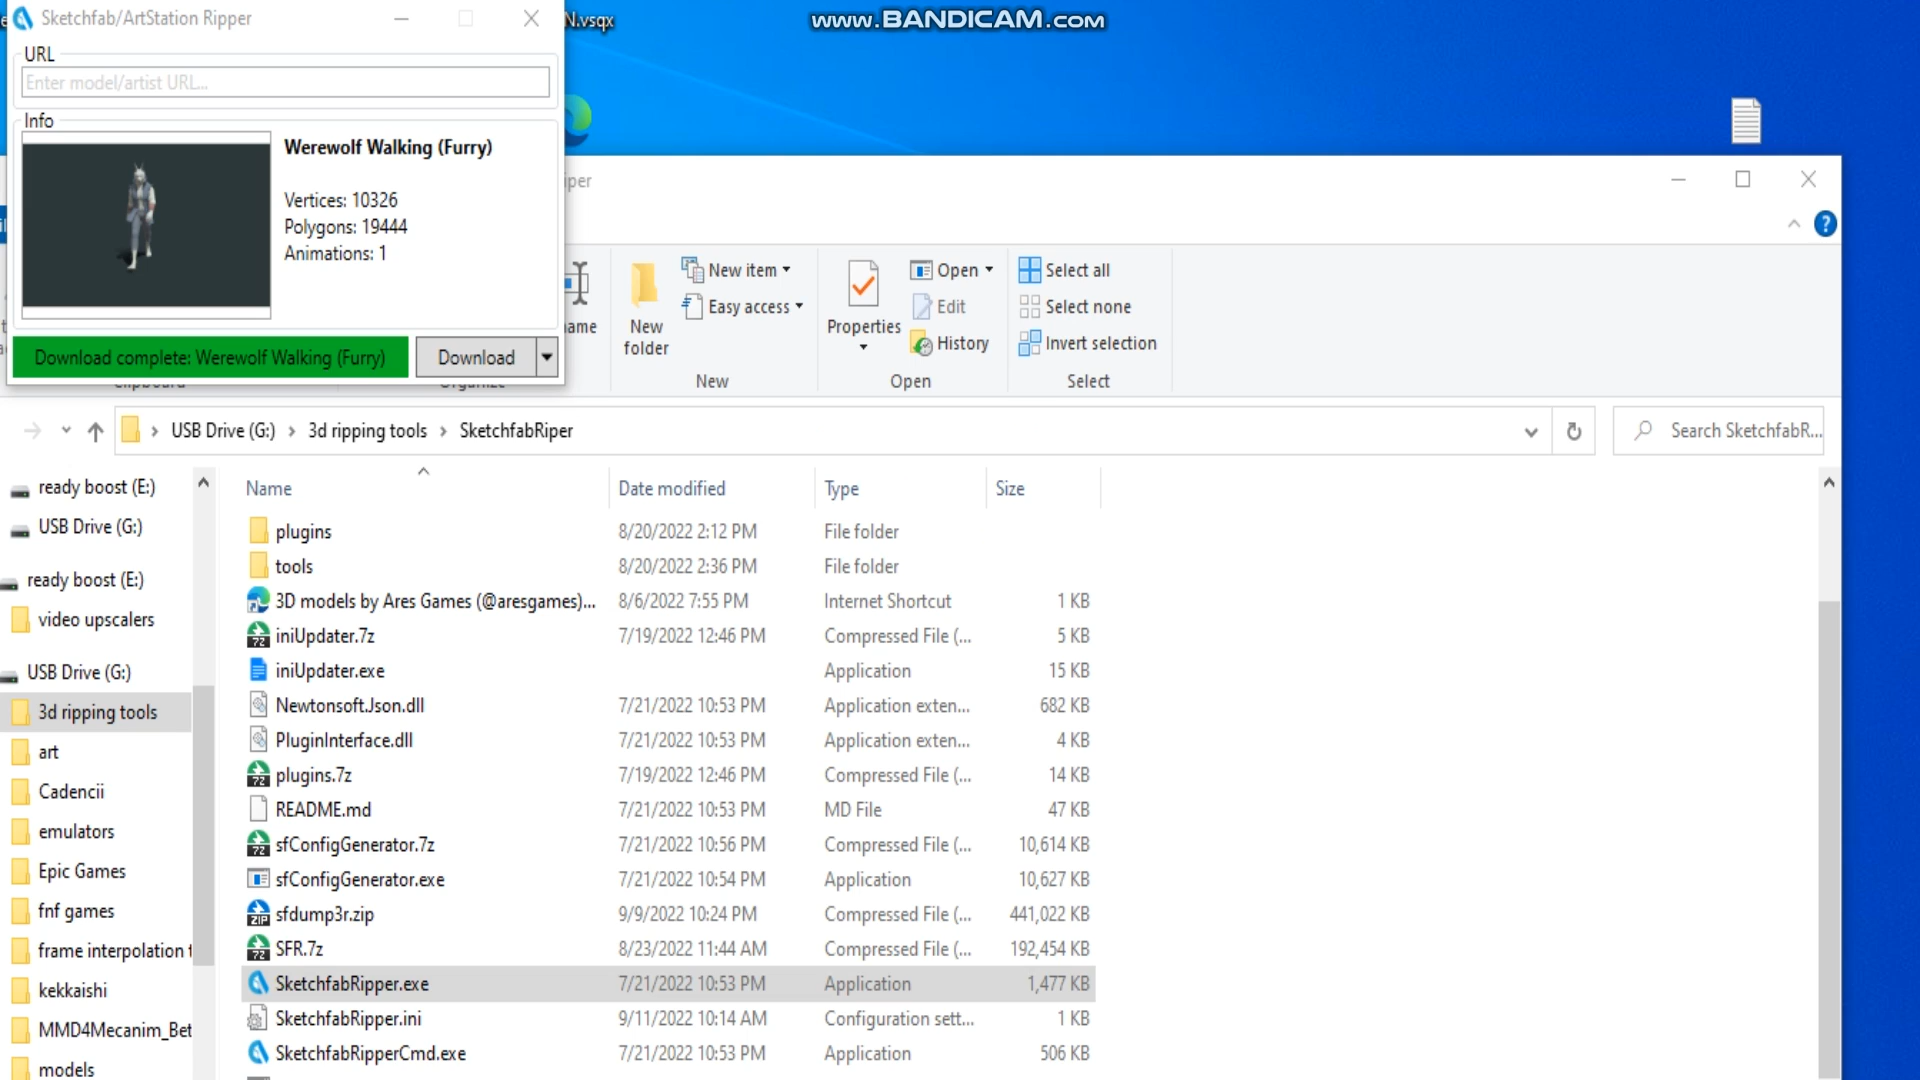 Sketchfab/ArtStation Ripper
N.vsqx
www.BANDICAM.com
URL
Enter model/artist URL...
Info
Werewolf Walking (Furry)
Vertices: 10326
Polygons: 19444
Animations: 1
Download complete: Werewolf Walking (Furry)
Download
iper
ame
New
folder
New item
Easy access
New
Properties
Open
Edit
History
Open
Select all
Select none
Invert selection
Select
USB Drive (G:) › 3d ripping tools › SketchfabRiper
Search SketchfabR...
ready boost (E:)
USB Drive (G:)
ready boost (E:)
video upscalers
USB Drive (G:)
3d ripping tools
art
Cadencii
emulators
Epic Games
fnf games
frame interpolation t
kekkaishi
MMD4Mecanim_Bet
models
Name Date modified Type Size
plugins 8/20/2022 2:12 PM File folder
tools 8/20/2022 2:36 PM File folder
3D models by Ares Games (@aresgames)... 8/6/2022 7:55 PM Internet Shortcut 1 KB
iniUpdater.7z 7/19/2022 12:46 PM Compressed File (... 5 KB
iniUpdater.exe Application 15 KB
Newtonsoft.Json.dll 7/21/2022 10:53 PM Application exten... 682 KB
PluginInterface.dll 7/21/2022 10:53 PM Application exten... 4 KB
plugins.7z 7/19/2022 12:46 PM Compressed File (... 14 KB
README.md 7/21/2022 10:53 PM MD File 47 KB
sfConfigGenerator.7z 7/21/2022 10:56 PM Compressed File (... 10,614 KB
sfConfigGenerator.exe 7/21/2022 10:54 PM Application 10,627 KB
sfdump3r.zip 9/9/2022 10:24 PM Compressed File (... 441,022 KB
SFR.7z 8/23/2022 11:44 AM Compressed File (... 192,454 KB
SketchfabRipper.exe 7/21/2022 10:53 PM Application 1,477 KB
SketchfabRipper.ini 9/11/2022 10:14 AM Configuration sett... 1 KB
SketchfabRipperCmd.exe 7/21/2022 10:53 PM Application 506 KB